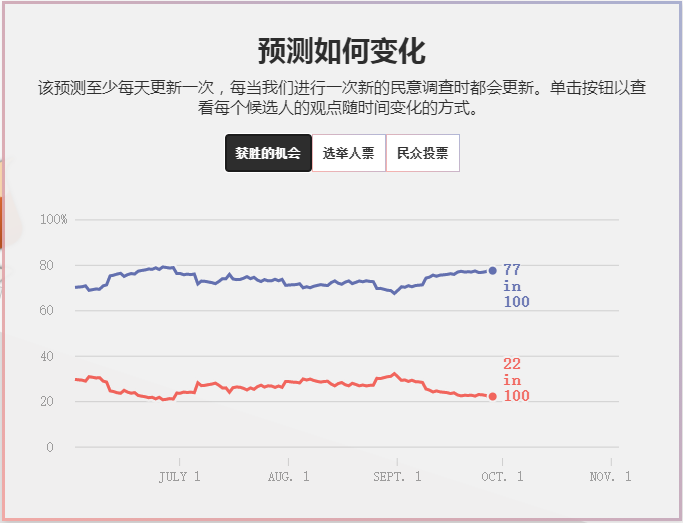 预测如何变化
该预测至少每天更新一次，每当我们进行一次新的民意调查时都会更新。单击按钮以查
看每个候选人的观点随时间变化的方式。
获胜的机会 选举人票 民众投票
100%
80
77
in
100
60
40
22
in
100
20
0
JULY 1 AUG. 1 SEPT. 1 OCT. 1 NOV. 1